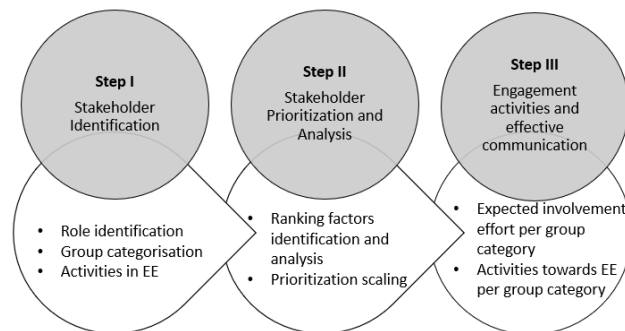 Step I
Stakeholder
Identification
• Role identification
• Group categorisation
• Activities in EE
Step II
Stakeholder
Prioritization and
Analysis
• Ranking factors
identification and
analysis
• Prioritization scaling
Step III
Engagement
activities and
effective
communication
• Expected involvement
effort per group
category
• Activities towards EE
per group category